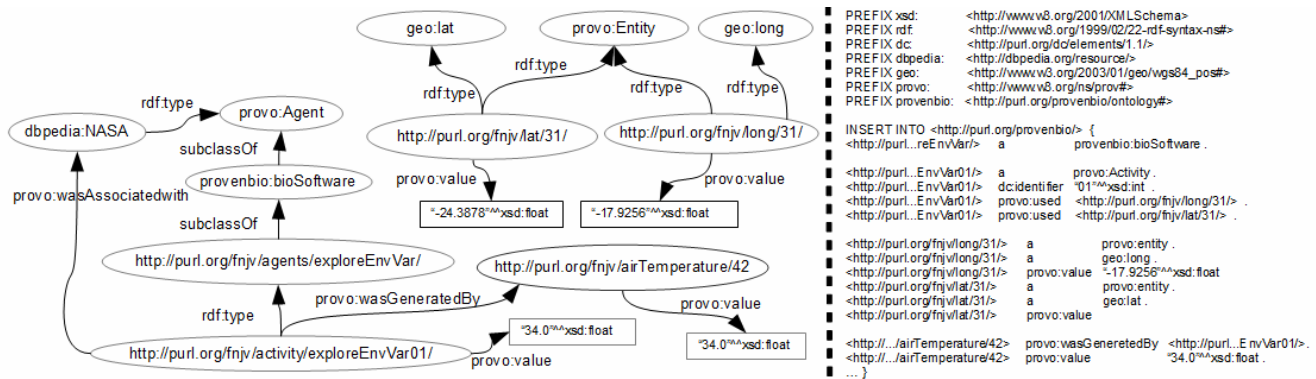 geo:lat
provo:Entity
geo:long
rdf:type
rdf:type
rdf:type
rdf:type
provo:Agent
dbpedia:NASA
http://purl.org/fnjv/lat/31/
http://purl.org/fnjv/long/31/
subclassOf
provenbio:bioSoftware
provo:value
provo:value
provo:wasAssociatedwith
"-24.3878"^^xsd:float
"-17.9256"^^xsd:float
subclassOf
http://purl.org/fnjv/agents/exploreEnvVar/
http://purl.org/fnjv/airTemperature/42
provo:wasGeneratedBy
provo:value
rdf:type
"34.0"^^xsd:float
"34.0"^^xsd:float
http://purl.org/fnjv/activity/exploreEnvVar01/
provo:value
PREFIX xsd: <http://www.w3.org/2001/XMLSchema>
PREFIX rdf: <http://www.w3.org/1999/02/22-rdf-syntax-ns#>
PREFIX dc: <http://purl.org/dc/elements/1.1/>
PREFIX dbpedia: <http://dbpedia.org/resource/>
PREFIX geo: <http://www.w3.org/2003/01/geo/wgs84_pos#>
PREFIX provo: <http://www.w3.org/ns/prov#>
PREFIX provenbio: <http://purl.org/provenbio/ontology#>
INSERT INTO <http://purl.org/provenbio/> {
<http://purl...reEnvVar/> a provenbio:bioSoftware .
<http://purl...EnvVar01/> a provo:Activity .
<http://purl...EnvVar01/> dc:identifier "01"^^xsd:int .
<http://purl...EnvVar01/> provo:used <http://purl.org/fnjv/long/31/> .
<http://purl...EnvVar01/> provo:used <http://purl.org/fnjv/lat/31/> .
<http://purl.org/fnjv/long/31/> a provo:entity .
<http://purl.org/fnjv/long/31/> a geo:long .
<http://purl.org/fnjv/long/31/> provo:value "-17.9256"^^xsd:float
<http://purl.org/fnjv/lat/31/> a provo:entity .
<http://purl.org/fnjv/lat/31/> a geo:lat .
<http://purl.org/fnjv/lat/31/> provo:value
<http://.../airTemperature/42> provo:wasGeneretedBy <http://purl...EnvVar01/>.
<http://.../airTemperature/42> provo:value "34.0"^^xsd:float .
... }